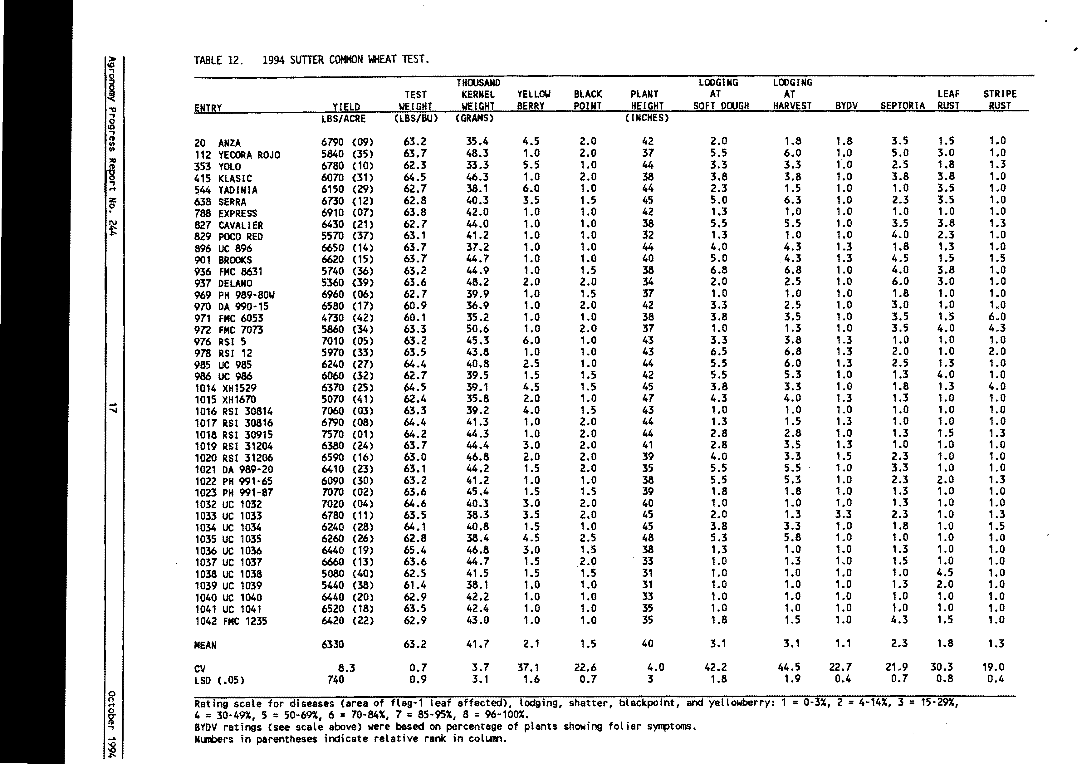 TABLE 12. 1994 SUTTER COMMON WHEAT TEST.
THOUSAND LODGING LODGING
TEST KERNEL YELLOW BLACK PLANT AT AT LEAF STRIPE
ENTRY YIELD WEIGHT WEIGHT BERRY POINT HEIGHT SOFT DOUGH HARVEST BYDV SEPTORIA RUST RUST
LBS/ACRE (LBS/BU) (GRAMS) (INCHES)
20 ANZA 6790 (09) 63.2 35.4 4.5 2.0 42 2.0 1.8 1.8 3.5 1.5 1.0
112 YECORA ROJO 5840 (35) 63.7 48.3 1.0 2.0 37 5.5 6.0 1.0 5.0 3.0 1.0
353 YOLO 6780 (10) 62.3 33.3 5.5 1.0 44 3.3 3.3 1.0 2.5 1.8 1.3
415 KLASIC 6070 (31) 64.5 46.3 1.0 2.0 38 3.8 3.8 1.0 3.8 3.8 1.0
544 TADINIA 6150 (29) 62.7 38.1 6.0 1.0 44 2.3 1.5 1.0 1.0 3.5 1.0
638 SERRA 6730 (12) 62.8 40.3 3.5 1.5 45 5.0 6.3 1.0 2.3 3.5 1.0
788 EXPRESS 6910 (07) 63.8 42.0 1.0 1.0 42 1.3 1.0 1.0 1.0 1.0 1.0
827 CAVALIER 6430 (21) 62.7 44.0 1.0 1.0 38 5.5 5.5 1.0 3.5 3.8 1.3
829 POCO RED 5570 (37) 63.1 41.2 1.0 1.0 32 1.3 1.0 1.0 4.0 2.3 1.0
896 UC 896 6650 (14) 63.7 37.2 1.0 1.0 44 4.0 4.3 1.3 1.8 1.3 1.0
901 BROOKS 6620 (15) 63.7 44.7 1.0 1.0 40 5.0 4.3 1.3 4.5 1.5 1.5
936 FMC 8631 5740 (36) 63.2 44.9 1.0 1.5 38 6.8 6.8 1.0 4.0 3.8 1.0
937 DELANO 5360 (39) 63.6 48.2 2.0 2.0 34 2.0 2.5 1.0 6.0 3.0 1.0
969 PH 989-80W 6960 (06) 62.7 39.9 1.0 1.5 37 1.0 1.0 1.0 1.8 1.0 1.0
970 DA 990-15 6580 (17) 60.9 36.9 1.0 2.0 42 3.3 2.5 1.0 3.0 1.0 1.0
971 FMC 6053 4730 (42) 60.1 35.2 1.0 1.0 38 3.8 3.5 1.0 3.5 1.5 6.0
972 FMC 7073 5860 (34) 63.3 50.6 1.0 2.0 37 1.0 1.3 1.0 3.5 4.0 4.3
976 RSI 5 7010 (05) 63.2 45.3 6.0 1.0 43 3.3 3.8 1.3 1.0 1.0 1.0
978 RSI 12 5970 (33) 63.5 43.8 1.0 1.0 43 6.5 6.8 1.3 2.0 1.0 2.0
985 UC 985 6240 (27) 64.4 40.8 2.5 1.0 44 5.5 6.0 1.3 2.5 1.3 1.0
986 UC 986 6060 (32) 62.7 39.5 1.5 1.5 42 5.5 5.3 1.0 1.3 4.0 1.0
1014 XH1529 6370 (25) 64.5 39.1 4.5 1.5 45 3.8 3.3 1.0 1.8 1.3 4.0
1015 XH1670 5070 (41) 62.4 35.8 2.0 1.0 47 4.3 4.0 1.3 1.3 1.0 1.0
1016 RSI 30814 7060 (03) 63.3 39.2 4.0 1.5 43 1.0 1.0 1.0 1.0 1.0 1.0
1017 RSI 30816 6790 (08) 64.4 41.3 1.0 2.0 44 1.3 1.5 1.3 1.0 1.0 1.0
1018 RSI 30915 7570 (01) 64.2 44.3 1.0 2.0 44 2.8 2.8 1.0 1.3 1.5 1.3
1019 RSI 31204 6380 (24) 63.7 44.4 3.0 2.0 41 2.8 3.5 1.3 1.0 1.0 1.0
1020 RSI 31206 6590 (16) 63.0 46.8 2.0 2.0 39 4.0 3.3 1.5 2.3 1.0 1.0
1021 DA 989-20 6410 (23) 63.1 44.2 1.5 2.0 35 5.5 5.5 1.0 3.3 1.0 1.0
1022 PH 991-65 6090 (30) 63.2 41.2 1.0 1.0 38 5.5 5.3 1.0 2.3 2.0 1.3
1023 PH 991-87 7070 (02) 63.6 45.4 1.5 1.5 39 1.8 1.8 1.0 1.3 1.0 1.0
1032 UC 1032 7020 (04) 64.6 40.3 3.0 2.0 40 1.0 1.0 1.0 1.3 1.0 1.0
1033 UC 1033 6780 (11) 63.5 38.3 3.5 2.0 45 2.0 1.3 3.3 2.3 1.0 1.3
1034 UC 1034 6240 (28) 64.1 40.8 1.5 1.0 45 3.8 3.3 1.0 1.8 1.0 1.5
1035 UC 1035 6260 (26) 62.8 38.4 4.5 2.5 48 5.3 5.8 1.0 1.0 1.0 1.0
1036 UC 1036 6440 (19) 65.4 46.8 3.0 1.5 38 1.3 1.0 1.0 1.3 1.0 1.0
1037 UC 1037 6660 (13) 63.6 44.7 1.5 2.0 33 1.0 1.3 1.0 1.5 1.0 1.0
1038 UC 1038 5080 (40) 62.5 41.5 1.5 1.5 31 1.0 1.0 1.0 1.0 4.5 1.0
1039 UC 1039 5440 (38) 61.4 38.1 1.0 1.0 31 1.0 1.0 1.0 1.3 2.0 1.0
1040 UC 1040 6440 (20) 62.9 42.2 1.0 1.0 33 1.0 1.0 1.0 1.0 1.0 1.0
1041 UC 1041 6520 (18) 63.5 42.4 1.0 1.0 35 1.0 1.0 1.0 1.0 1.0 1.0
1042 FMC 1235 6420 (22) 62.9 43.0 1.0 1.0 35 1.8 1.5 1.0 4.3 1.5 1.0
MEAN 6330 63.2 41.7 2.1 1.5 40 3.1 3.1 1.1 2.3 1.8 1.3
CV 8.3 0.7 3.7 37.1 22.6 4.0 42.2 44.5 22.7 21.9 30.3 19.0
LSD (.05) 740 0.9 3.1 1.6 0.7 3 1.8 1.9 0.4 0.7 0.8 0.4
Rating scale for diseases (area of flag-1 leaf affected), lodging, shatter, blackpoint, and yellowberry: 1 = 0-3%, 2 = 4-14%, 3 = 15-29%,
4 = 30-49%, 5 = 50-69%, 6 = 70-84%, 7 = 85-95%, 8 = 96-100%.
BYDV ratings (see scale above) were based on percentage of plants showing foliar symptoms.
Numbers in parentheses indicate relative rank in column.
Agronomy Progress Report No. 244 17 October 1994